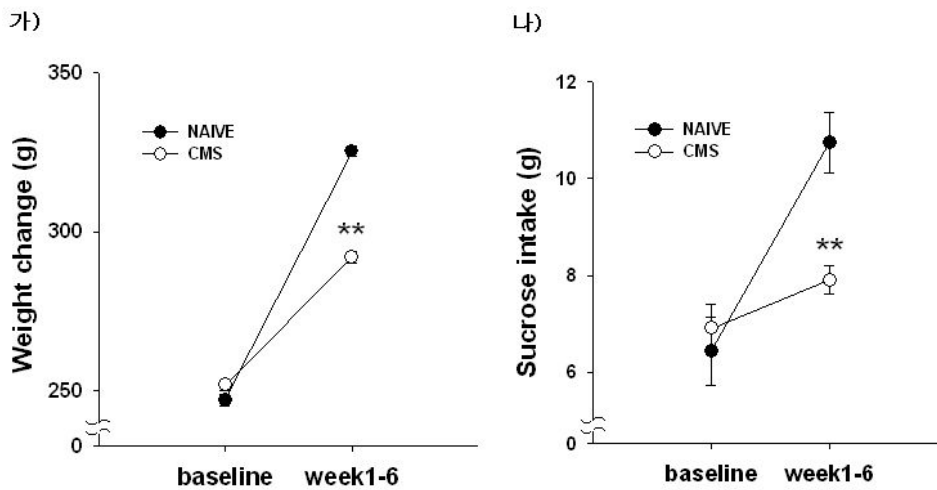 가)
350
300
250
0
Weight change (g)
NAIVE
CMS
**
baseline week1-6
나)
12
10
8
6
0
Sucrose intake (g)
NAIVE
CMS
**
baseline week1-6